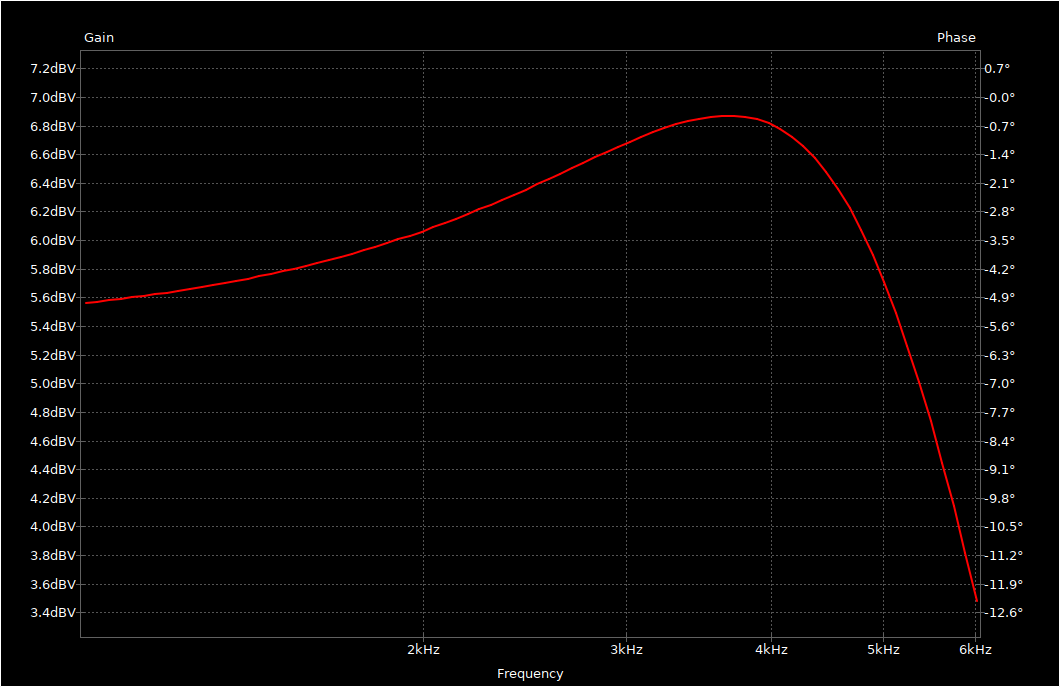 Gain Phase
7.2dBV 0.7°
7.0dBV -0.0°
6.8dBV -0.7°
6.6dBV -1.4°
6.4dBV -2.1°
6.2dBV -2.8°
6.0dBV -3.5°
5.8dBV -4.2°
5.6dBV -4.9°
5.4dBV -5.6°
5.2dBV -6.3°
5.0dBV -7.0°
4.8dBV -7.7°
4.6dBV -8.4°
4.4dBV -9.1°
4.2dBV -9.8°
4.0dBV -10.5°
3.8dBV -11.2°
3.6dBV -11.9°
3.4dBV -12.6°
2kHz 3kHz 4kHz 5kHz 6kHz
Frequency